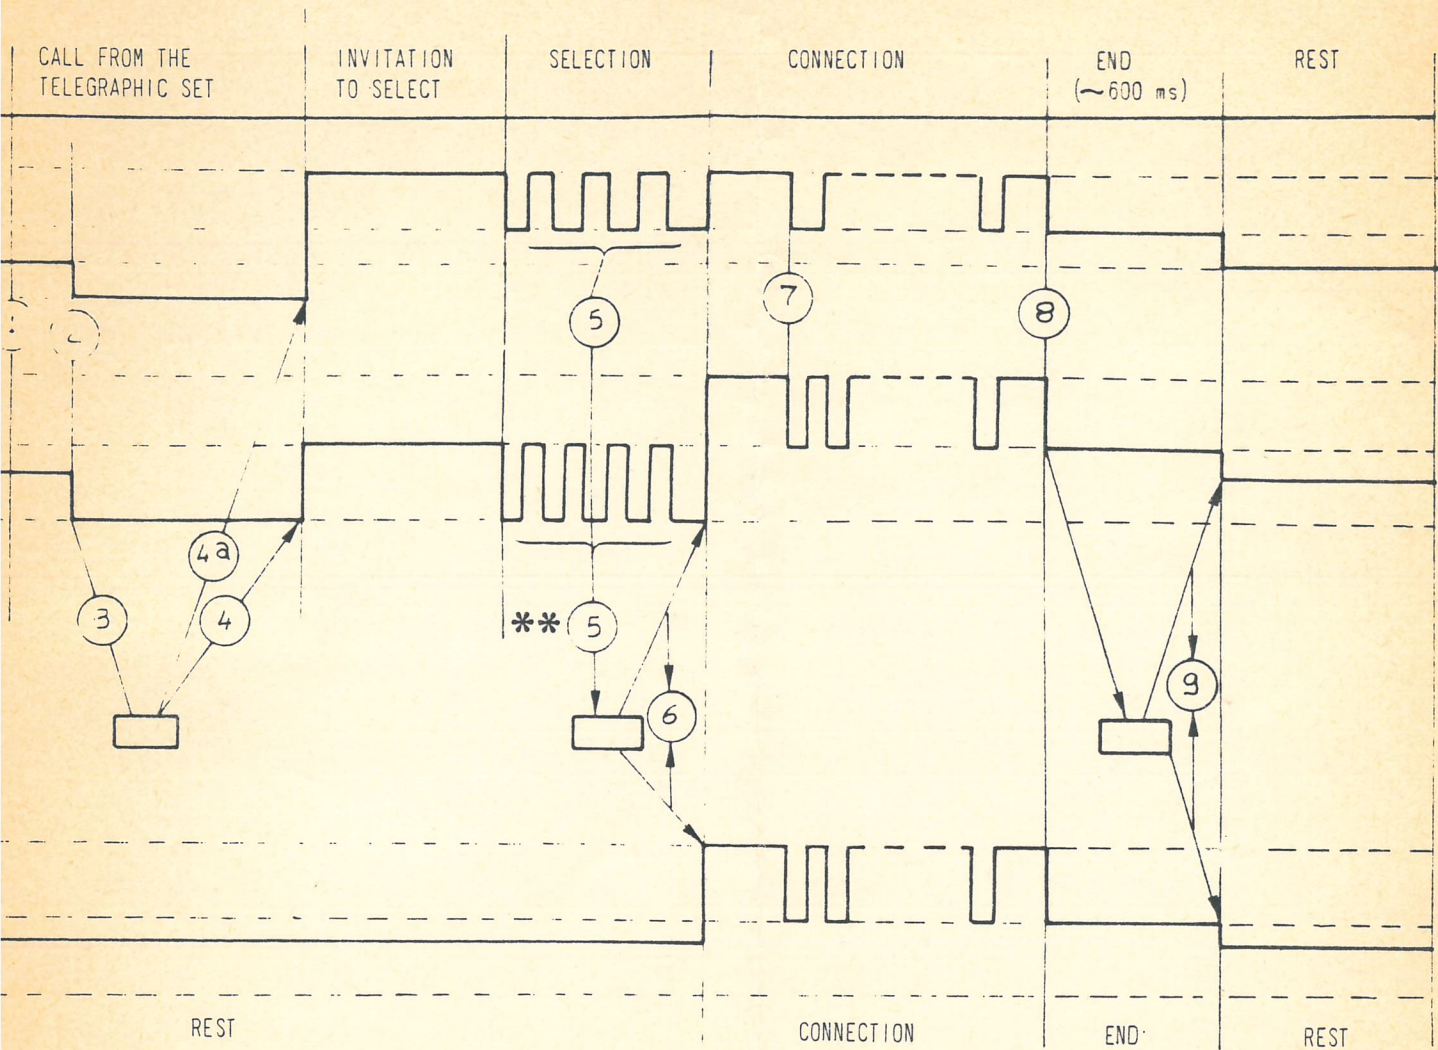 CALL FROM THE
TELEGRAPHIC SET
INVITATION
TO SELECT
SELECTION
CONNECTION
END
(~600 ms)
REST
5
7
8
4a
3
4
** 5
6
9
REST
CONNECTION
END
REST